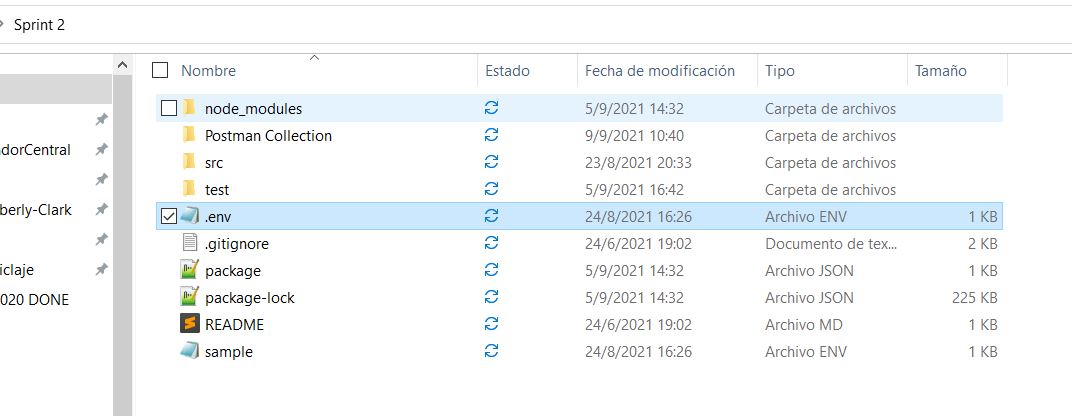 Sprint 2
Nombre Estado Fecha de modificación Tipo Tamaño
node_modules 5/9/2021 14:32 Carpeta de archivos
Postman Collection 9/9/2021 10:40 Carpeta de archivos
dorCentral
src 23/8/2021 20:33 Carpeta de archivos
test 5/9/2021 16:42 Carpeta de archivos
berly-Clark
.env 24/8/2021 16:26 Archivo ENV 1 KB
.gitignore 24/6/2021 19:02 Documento de tex... 2 KB
iclaje
package 5/9/2021 14:32 Archivo JSON 1 KB
020 DONE
package-lock 5/9/2021 14:32 Archivo JSON 225 KB
README 24/6/2021 19:02 Archivo MD 1 KB
sample 24/8/2021 16:26 Archivo ENV 1 KB